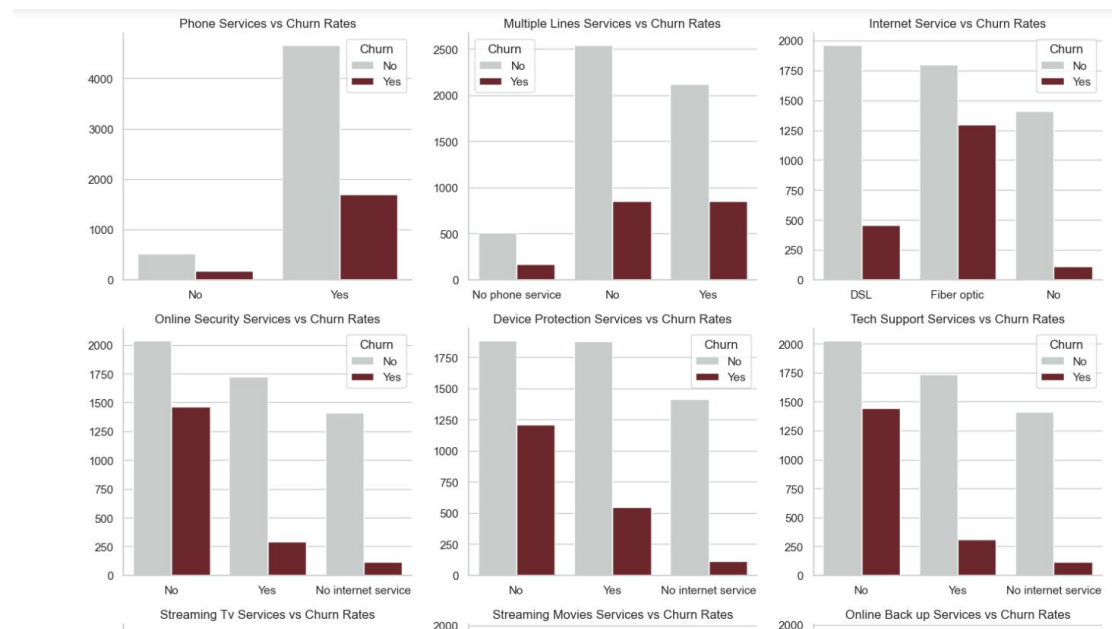 Phone Services vs Churn Rates
Churn
No
Yes
4000
3000
2000
1000
0
No Yes
Multiple Lines Services vs Churn Rates
Churn
No
Yes
2500
2000
1500
1000
500
0
No phone service No Yes
Internet Service vs Churn Rates
Churn
No
Yes
2000
1750
1500
1250
1000
750
500
250
0
DSL Fiber optic No
Online Security Services vs Churn Rates
Churn
No
Yes
2000
1750
1500
1250
1000
750
500
250
0
No Yes No internet service
Device Protection Services vs Churn Rates
Churn
No
Yes
1750
1500
1250
1000
750
500
250
0
No Yes No internet service
Tech Support Services vs Churn Rates
Churn
No
Yes
2000
1750
1500
1250
1000
750
500
250
0
No Yes No internet service
Streaming Tv Services vs Churn Rates
Streaming Movies Services vs Churn Rates
2000
Online Back up Services vs Churn Rates
2000